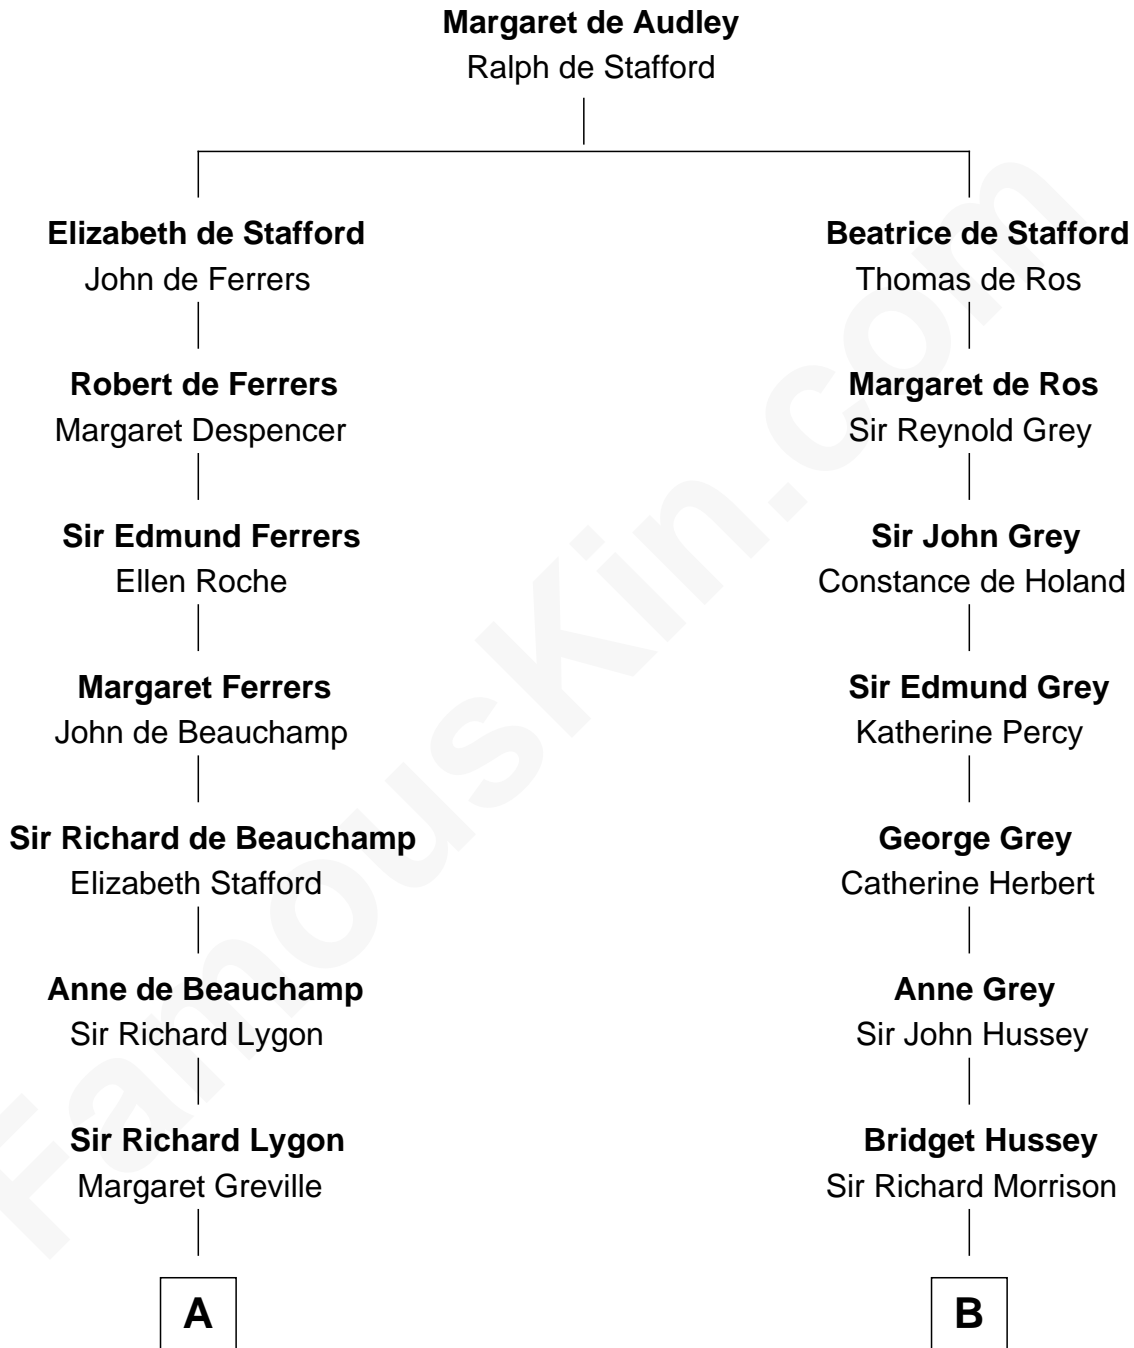 Margaret de Audley
Ralph de Stafford
Elizabeth de Stafford
John de Ferrers
Beatrice de Stafford
Thomas de Ros
Robert de Ferrers
Margaret Despencer
Margaret de Ros
Sir Reynold Grey
Sir Edmund Ferrers
Ellen Roche
Sir John Grey
Constance de Holand
Margaret Ferrers
John de Beauchamp
Sir Edmund Grey
Katherine Percy
Sir Richard de Beauchamp
Elizabeth Stafford
George Grey
Catherine Herbert
Anne de Beauchamp
Sir Richard Lygon
Anne Grey
Sir John Hussey
Sir Richard Lygon
Margaret Greville
Bridget Hussey
Sir Richard Morrison
A
B
FamousKin.com